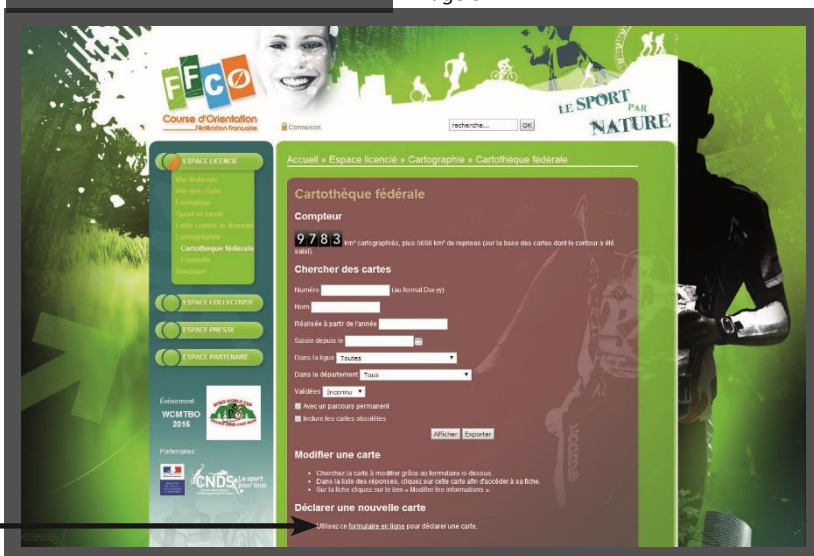 FFCO
Course d'Orientation
Fédération Française
Connexion
recherche...
OK
LE SPORT
PAR
NATURE
ESPACE LICENCIÉ
Vie fédérale
Vie des clubs
Formation
Sport et santé
Lutte contre le dopage
Cartographie
Cartothèque fédérale
Conseils
Boutique
ESPACE COLLECTIVITÉ
ESPACE PRESSE
ESPACE PARTENAIRE
Évènement
WCMTBO
2016
Partenaires
CNDS
Le sport
pour tous
Accueil » Espace licencié » Cartographie » Cartothèque fédérale
Cartothèque fédérale
Compteur
9783 km² cartographiés, plus 5668 km² de reprises (sur la base des cartes dont le contour a été
saisi).
Chercher des cartes
Numéro (au format Dxx-yy)
Nom
Réalisée à partir de l'année
Saisie depuis le
Dans la ligue Toutes
Dans le département Tous
Validées Inconnu
Avec un parcours permanent
Inclure les cartes obsolètes
Afficher Exporter
Modifier une carte
Cherchez la carte à modifier grâce au formulaire ci-dessus.
Dans la liste des réponses, cliquez sur cette carte afin d'accéder à sa fiche.
Sur la fiche cliquez sur le lien « Modifier les informations »
Déclarer une nouvelle carte
Utilisez ce formulaire en ligne pour déclarer une carte.